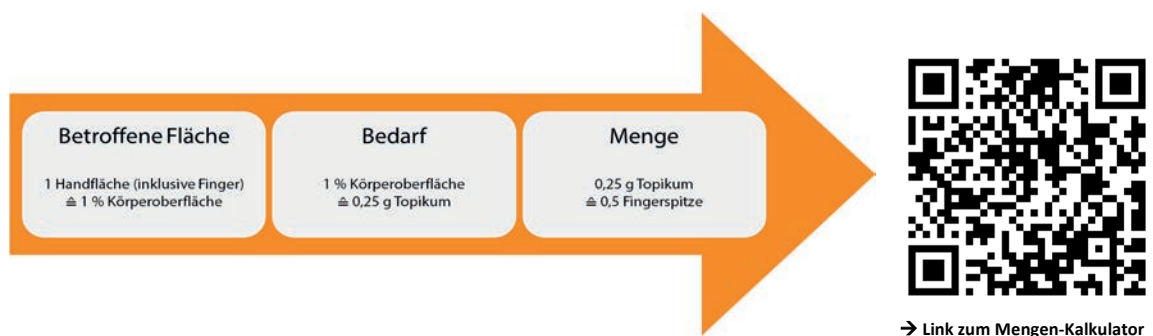 Betroffene Fläche
1 Handfläche (inklusive Finger)
≙ 1 % Körperoberfläche
Bedarf
1 % Körperoberfläche
≙ 0,25 g Topikum
Menge
0,25 g Topikum
≙ 0,5 Fingerspitze
→ Link zum Mengen-Kalkulator